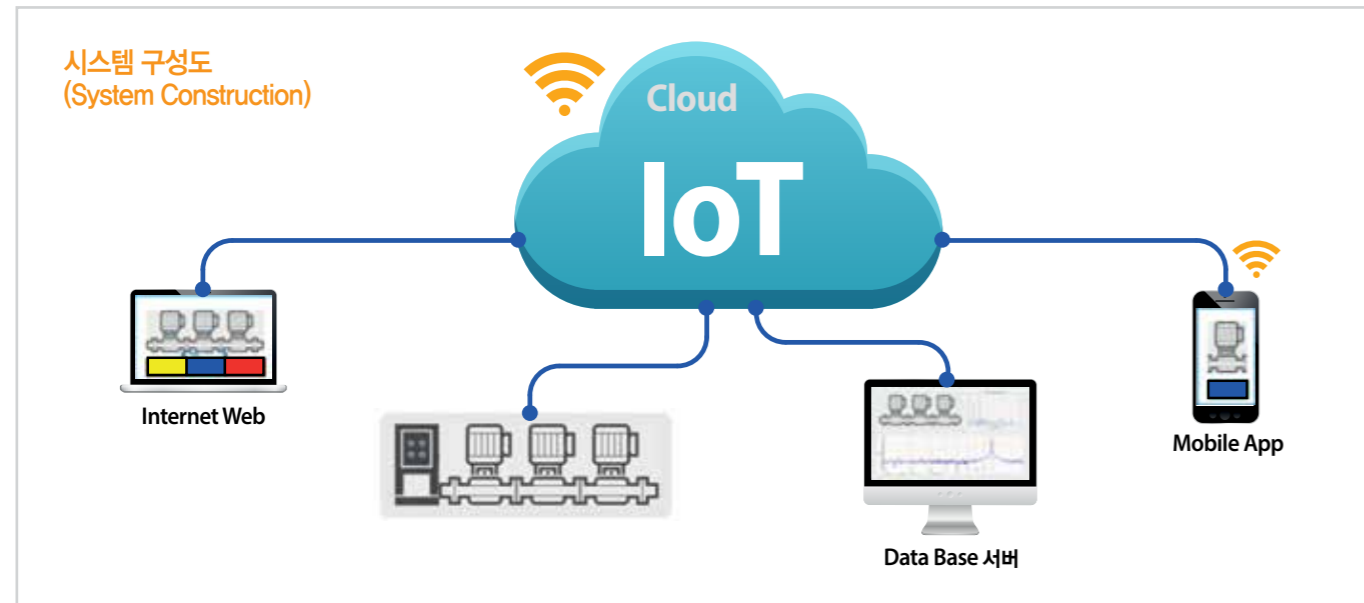 시스템 구성도
(System Construction)
Cloud
IoT
Internet Web
Mobile App
Data Base 서버